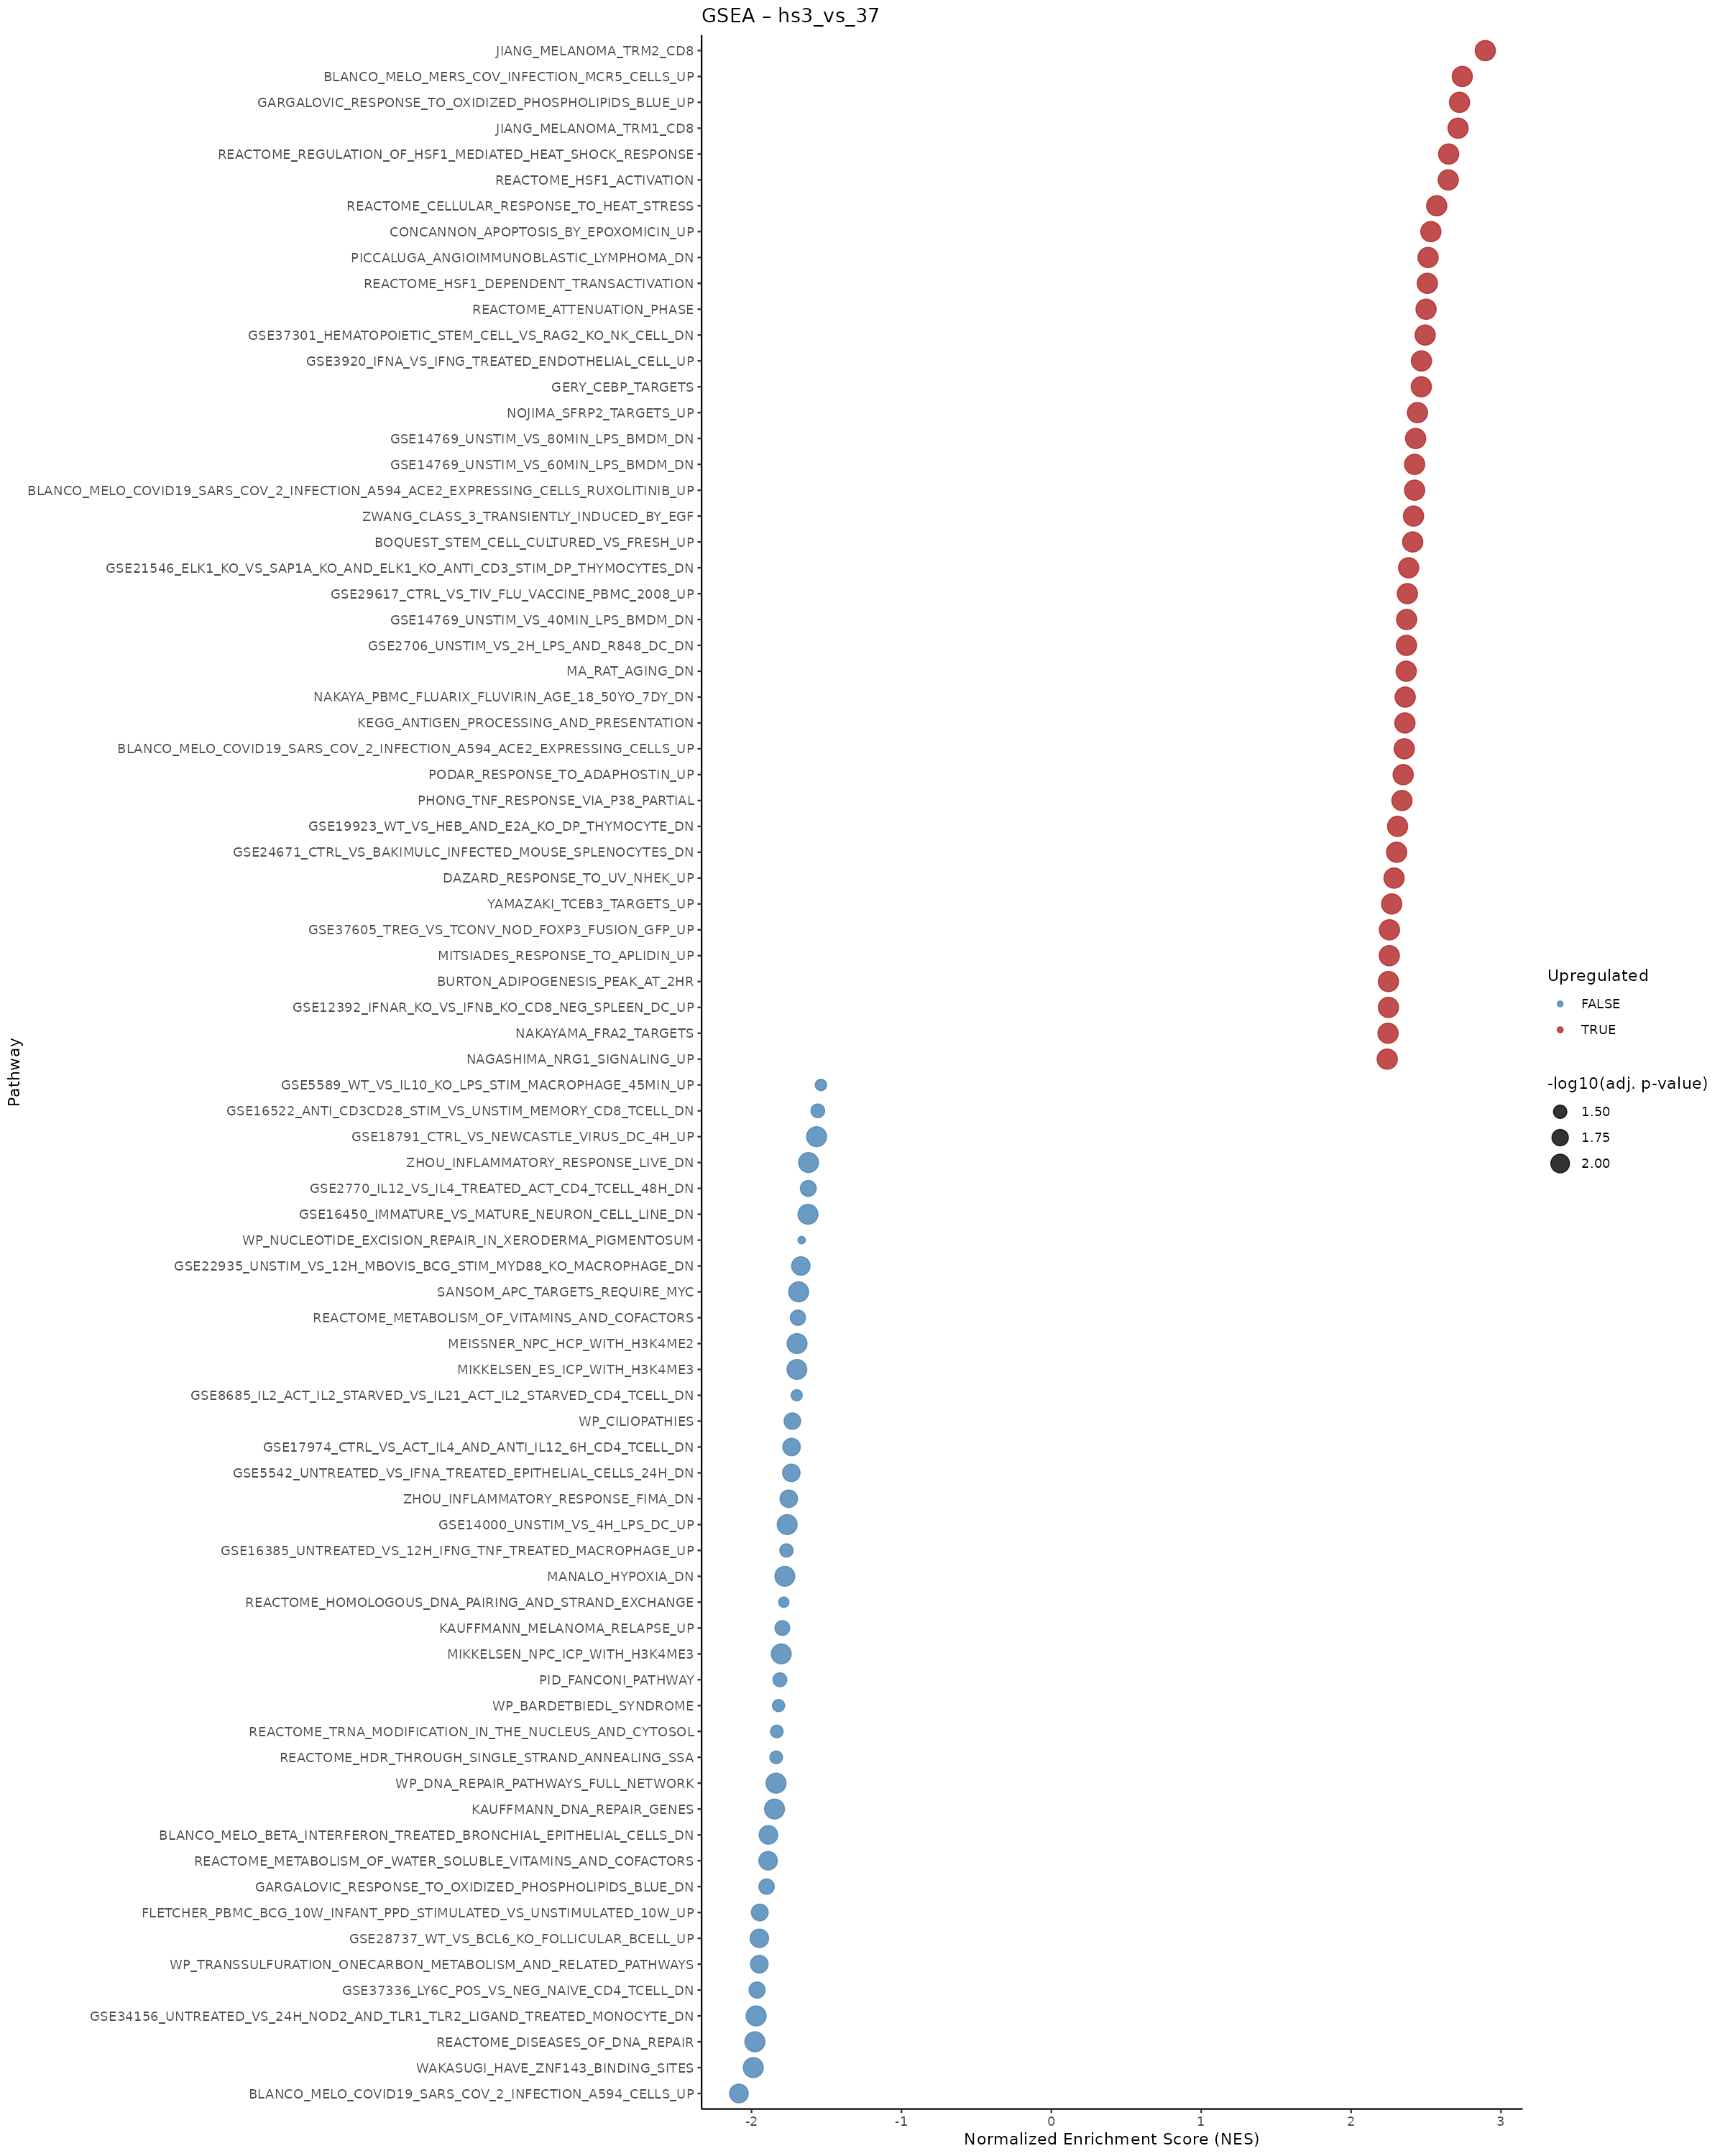 GSEA – hs3_vs_37
JIANG_MELANOMA_TRM2_CD8
BLANCO_MELO_MERS_COV_INFECTION_MCR5_CELLS_UP
GARGALOVIC_RESPONSE_TO_OXIDIZED_PHOSPHOLIPIDS_BLUE_UP
JIANG_MELANOMA_TRM1_CD8
REACTOME_REGULATION_OF_HSF1_MEDIATED_HEAT_SHOCK_RESPONSE
REACTOME_HSF1_ACTIVATION
REACTOME_CELLULAR_RESPONSE_TO_HEAT_STRESS
CONCANNON_APOPTOSIS_BY_EPOXOMICIN_UP
PICCALUGA_ANGIOIMMUNOBLASTIC_LYMPHOMA_DN
REACTOME_HSF1_DEPENDENT_TRANSACTIVATION
REACTOME_ATTENUATION_PHASE
GSE37301_HEMATOPOIETIC_STEM_CELL_VS_RAG2_KO_NK_CELL_DN
GSE3920_IFNA_VS_IFNG_TREATED_ENDOTHELIAL_CELL_UP
GERY_CEBP_TARGETS
NOJIMA_SFRP2_TARGETS_UP
GSE14769_UNSTIM_VS_80MIN_LPS_BMDM_DN
GSE14769_UNSTIM_VS_60MIN_LPS_BMDM_DN
BLANCO_MELO_COVID19_SARS_COV_2_INFECTION_A594_ACE2_EXPRESSING_CELLS_RUXOLITINIB_UP
ZWANG_CLASS_3_TRANSIENTLY_INDUCED_BY_EGF
BOQUEST_STEM_CELL_CULTURED_VS_FRESH_UP
GSE21546_ELK1_KO_VS_SAP1A_KO_AND_ELK1_KO_ANTI_CD3_STIM_DP_THYMOCYTES_DN
GSE29617_CTRL_VS_TIV_FLU_VACCINE_PBMC_2008_UP
GSE14769_UNSTIM_VS_40MIN_LPS_BMDM_DN
GSE2706_UNSTIM_VS_2H_LPS_AND_R848_DC_DN
MA_RAT_AGING_DN
NAKAYA_PBMC_FLUARIX_FLUVIRIN_AGE_18_50YO_7DY_DN
KEGG_ANTIGEN_PROCESSING_AND_PRESENTATION
BLANCO_MELO_COVID19_SARS_COV_2_INFECTION_A594_ACE2_EXPRESSING_CELLS_UP
PODAR_RESPONSE_TO_ADAPHOSTIN_UP
PHONG_TNF_RESPONSE_VIA_P38_PARTIAL
GSE19923_WT_VS_HEB_AND_E2A_KO_DP_THYMOCYTE_DN
GSE24671_CTRL_VS_BAKIMULC_INFECTED_MOUSE_SPLENOCYTES_DN
DAZARD_RESPONSE_TO_UV_NHEK_UP
YAMAZAKI_TCEB3_TARGETS_UP
GSE37605_TREG_VS_TCONV_NOD_FOXP3_FUSION_GFP_UP
MITSIADES_RESPONSE_TO_APLIDIN_UP
BURTON_ADIPOGENESIS_PEAK_AT_2HR
GSE12392_IFNAR_KO_VS_IFNB_KO_CD8_NEG_SPLEEN_DC_UP
NAKAYAMA_FRA2_TARGETS
NAGASHIMA_NRG1_SIGNALING_UP
GSE5589_WT_VS_IL10_KO_LPS_STIM_MACROPHAGE_45MIN_UP
GSE16522_ANTI_CD3CD28_STIM_VS_UNSTIM_MEMORY_CD8_TCELL_DN
GSE18791_CTRL_VS_NEWCASTLE_VIRUS_DC_4H_UP
ZHOU_INFLAMMATORY_RESPONSE_LIVE_DN
GSE2770_IL12_VS_IL4_TREATED_ACT_CD4_TCELL_48H_DN
GSE16450_IMMATURE_VS_MATURE_NEURON_CELL_LINE_DN
WP_NUCLEOTIDE_EXCISION_REPAIR_IN_XERODERMA_PIGMENTOSUM
GSE22935_UNSTIM_VS_12H_MBOVIS_BCG_STIM_MYD88_KO_MACROPHAGE_DN
SANSOM_APC_TARGETS_REQUIRE_MYC
REACTOME_METABOLISM_OF_VITAMINS_AND_COFACTORS
MEISSNER_NPC_HCP_WITH_H3K4ME2
MIKKELSEN_ES_ICP_WITH_H3K4ME3
GSE8685_IL2_ACT_IL2_STARVED_VS_IL21_ACT_IL2_STARVED_CD4_TCELL_DN
WP_CILIOPATHIES
GSE17974_CTRL_VS_ACT_IL4_AND_ANTI_IL12_6H_CD4_TCELL_DN
GSE5542_UNTREATED_VS_IFNA_TREATED_EPITHELIAL_CELLS_24H_DN
ZHOU_INFLAMMATORY_RESPONSE_FIMA_DN
GSE14000_UNSTIM_VS_4H_LPS_DC_UP
GSE16385_UNTREATED_VS_12H_IFNG_TNF_TREATED_MACROPHAGE_UP
MANALO_HYPOXIA_DN
REACTOME_HOMOLOGOUS_DNA_PAIRING_AND_STRAND_EXCHANGE
KAUFFMANN_MELANOMA_RELAPSE_UP
MIKKELSEN_NPC_ICP_WITH_H3K4ME3
PID_FANCONI_PATHWAY
WP_BARDETBIEDL_SYNDROME
REACTOME_TRNA_MODIFICATION_IN_THE_NUCLEUS_AND_CYTOSOL
REACTOME_HDR_THROUGH_SINGLE_STRAND_ANNEALING_SSA
WP_DNA_REPAIR_PATHWAYS_FULL_NETWORK
KAUFFMANN_DNA_REPAIR_GENES
BLANCO_MELO_BETA_INTERFERON_TREATED_BRONCHIAL_EPITHELIAL_CELLS_DN
REACTOME_METABOLISM_OF_WATER_SOLUBLE_VITAMINS_AND_COFACTORS
GARGALOVIC_RESPONSE_TO_OXIDIZED_PHOSPHOLIPIDS_BLUE_DN
FLETCHER_PBMC_BCG_10W_INFANT_PPD_STIMULATED_VS_UNSTIMULATED_10W_UP
GSE28737_WT_VS_BCL6_KO_FOLLICULAR_BCELL_UP
WP_TRANSSULFURATION_ONECARBON_METABOLISM_AND_RELATED_PATHWAYS
GSE37336_LY6C_POS_VS_NEG_NAIVE_CD4_TCELL_DN
GSE34156_UNTREATED_VS_24H_NOD2_AND_TLR1_TLR2_LIGAND_TREATED_MONOCYTE_DN
REACTOME_DISEASES_OF_DNA_REPAIR
WAKASUGI_HAVE_ZNF143_BINDING_SITES
BLANCO_MELO_COVID19_SARS_COV_2_INFECTION_A594_CELLS_UP
Pathway
-2 -1 0 1 2 3
Normalized Enrichment Score (NES)
Upregulated
FALSE
TRUE
-log10(adj. p-value)
1.50
1.75
2.00